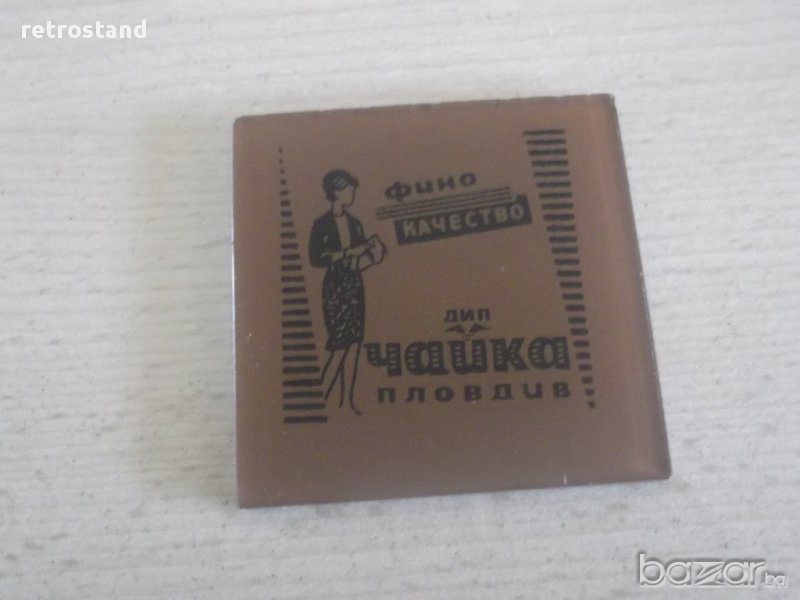 retrostand
фино
КАЧЕСТВО
ДИП
чайка
пловдив
bazar.bg